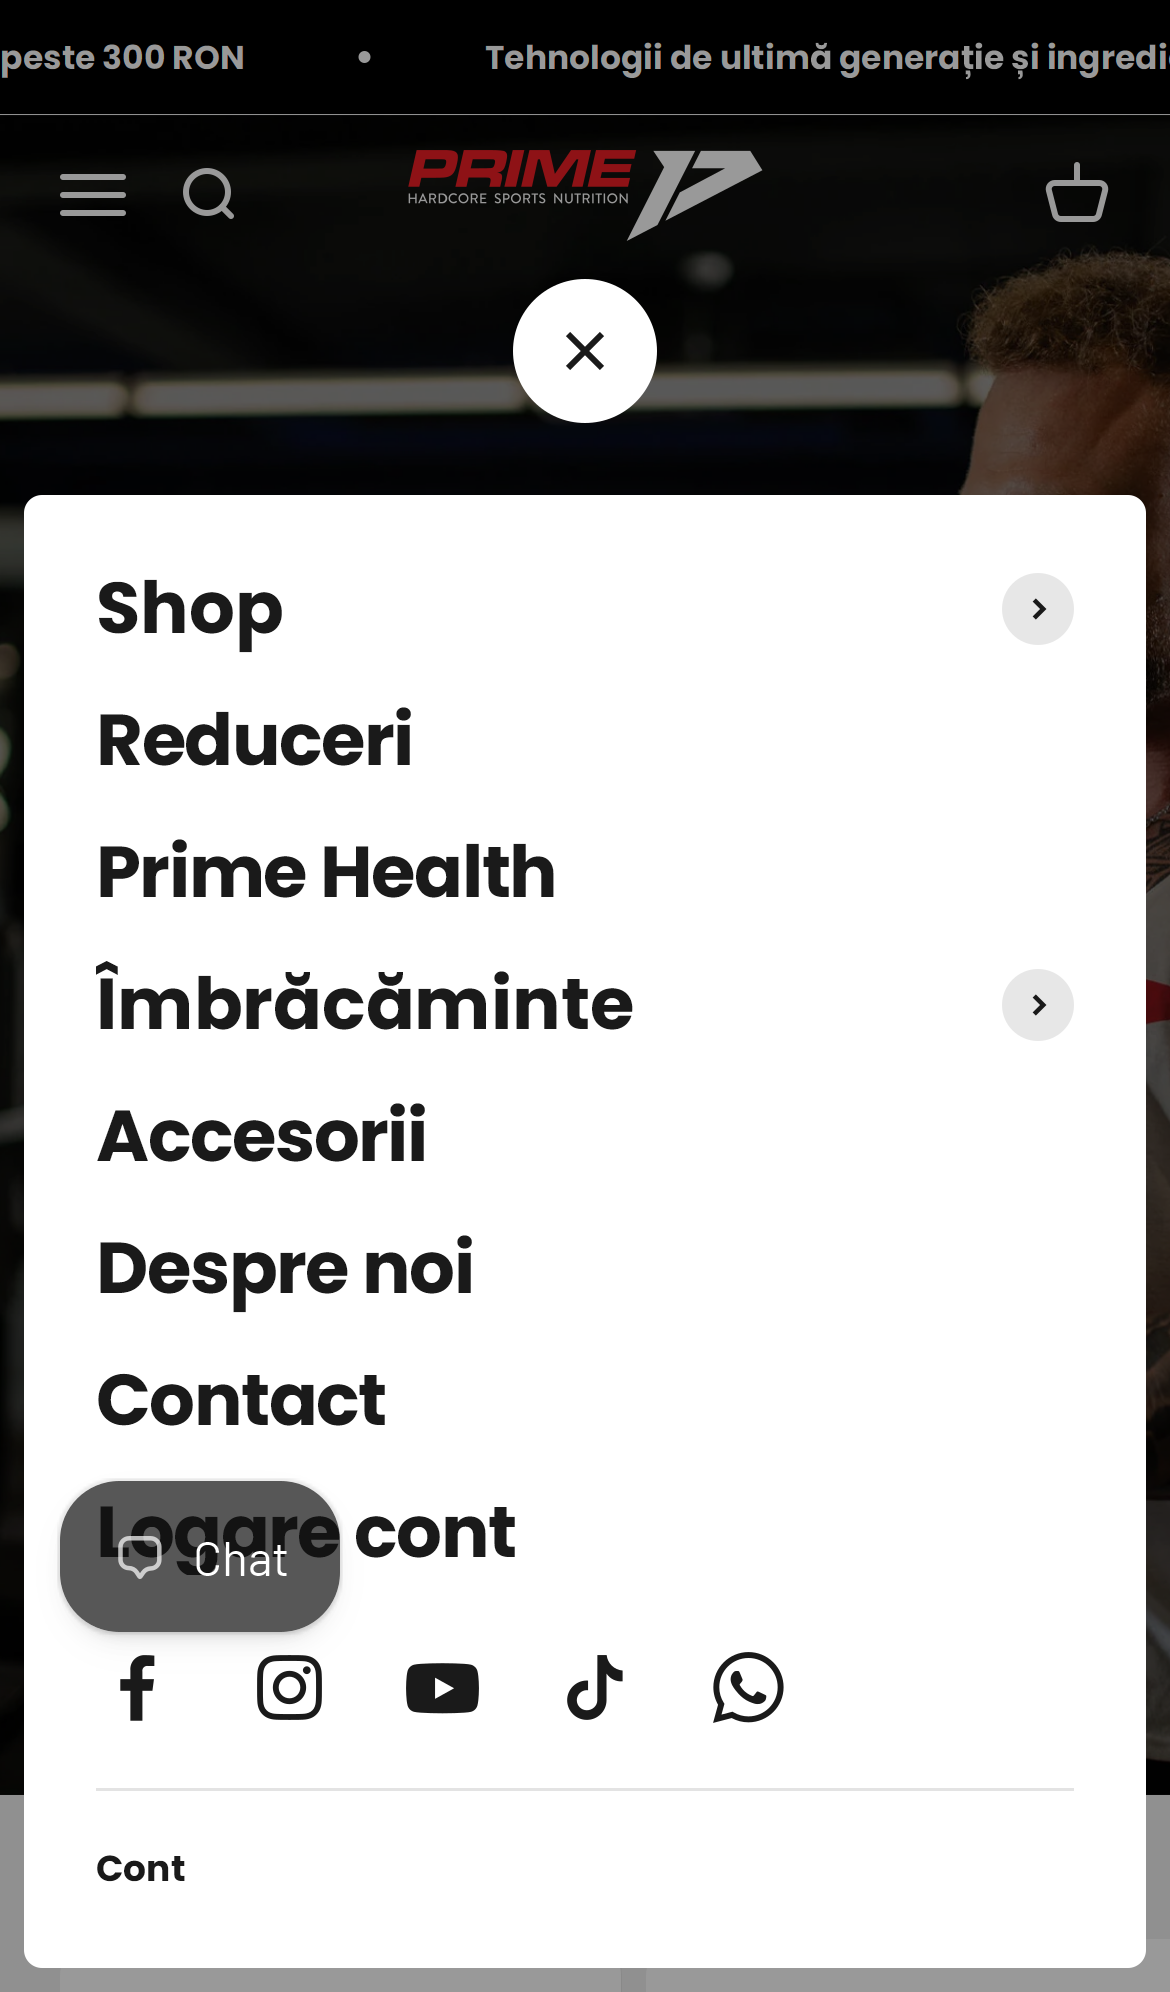 peste 300 RON • Tehnologii de ultimă generație și ingredi
PRIME
HARDCORE SPORTS NUTRITION
Shop
Reduceri
Prime Health
Îmbrăcăminte
Accesorii
Despre noi
Contact
Logare cont
Chat
Cont